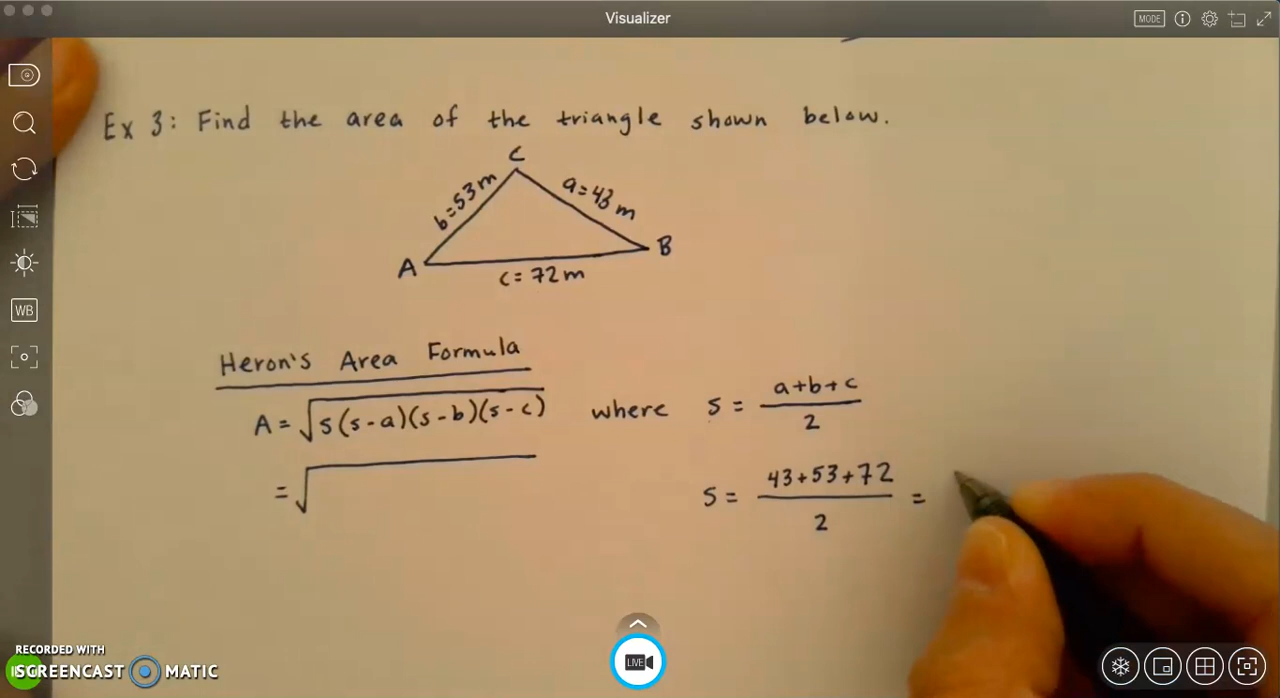 Visualizer
MODE
Ex 3: Find the area of the triangle shown below.
C
b=53m
a=43m
A
B
c=72m
WB
Heron's Area Formula
A=√s(s-a)(s-b)(s-c) where s = a+b+c
2
=√
s = 43+53+72 =
2
RECORDED WITH
SCREENCAST MATIC
LIVE